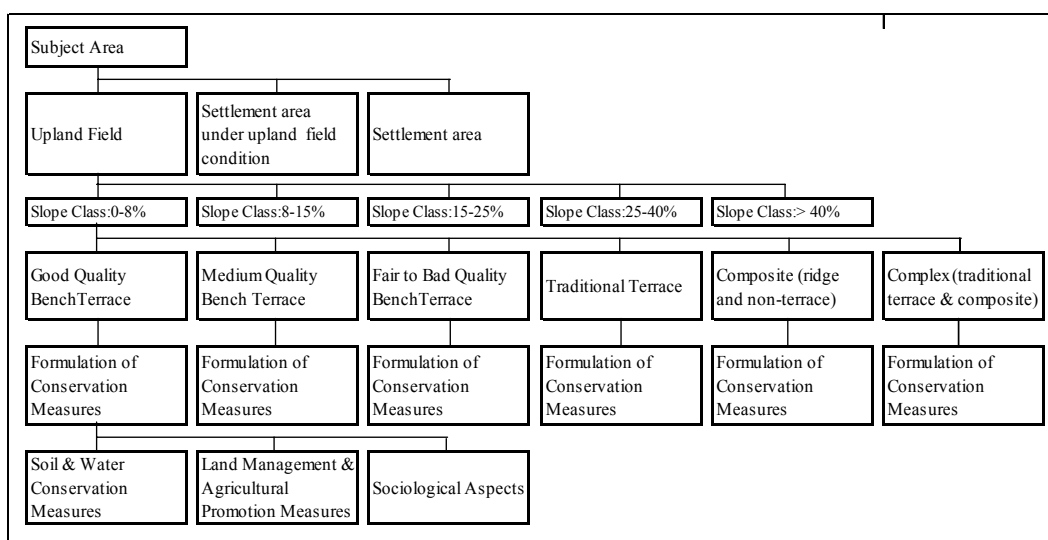 Subject Area
Upland Field
Settlement area
under upland field
condition
Settlement area
Slope Class:0-8%
Slope Class:8-15%
Slope Class:15-25%
Slope Class:25-40%
Slope Class:> 40%
Good Quality
Bench Terrace
Medium Quality
Bench Terrace
Fair to Bad Quality
Bench Terrace
Traditional Terrace
Composite (ridge
and non-terrace)
Complex (traditional
terrace & composite)
Formulation of
Conservation
Measures
Formulation of
Conservation
Measures
Formulation of
Conservation
Measures
Formulation of
Conservation
Measures
Formulation of
Conservation
Measures
Formulation of
Conservation
Measures
Soil & Water
Conservation
Measures
Land Management &
Agricultural
Promotion Measures
Sociological Aspects